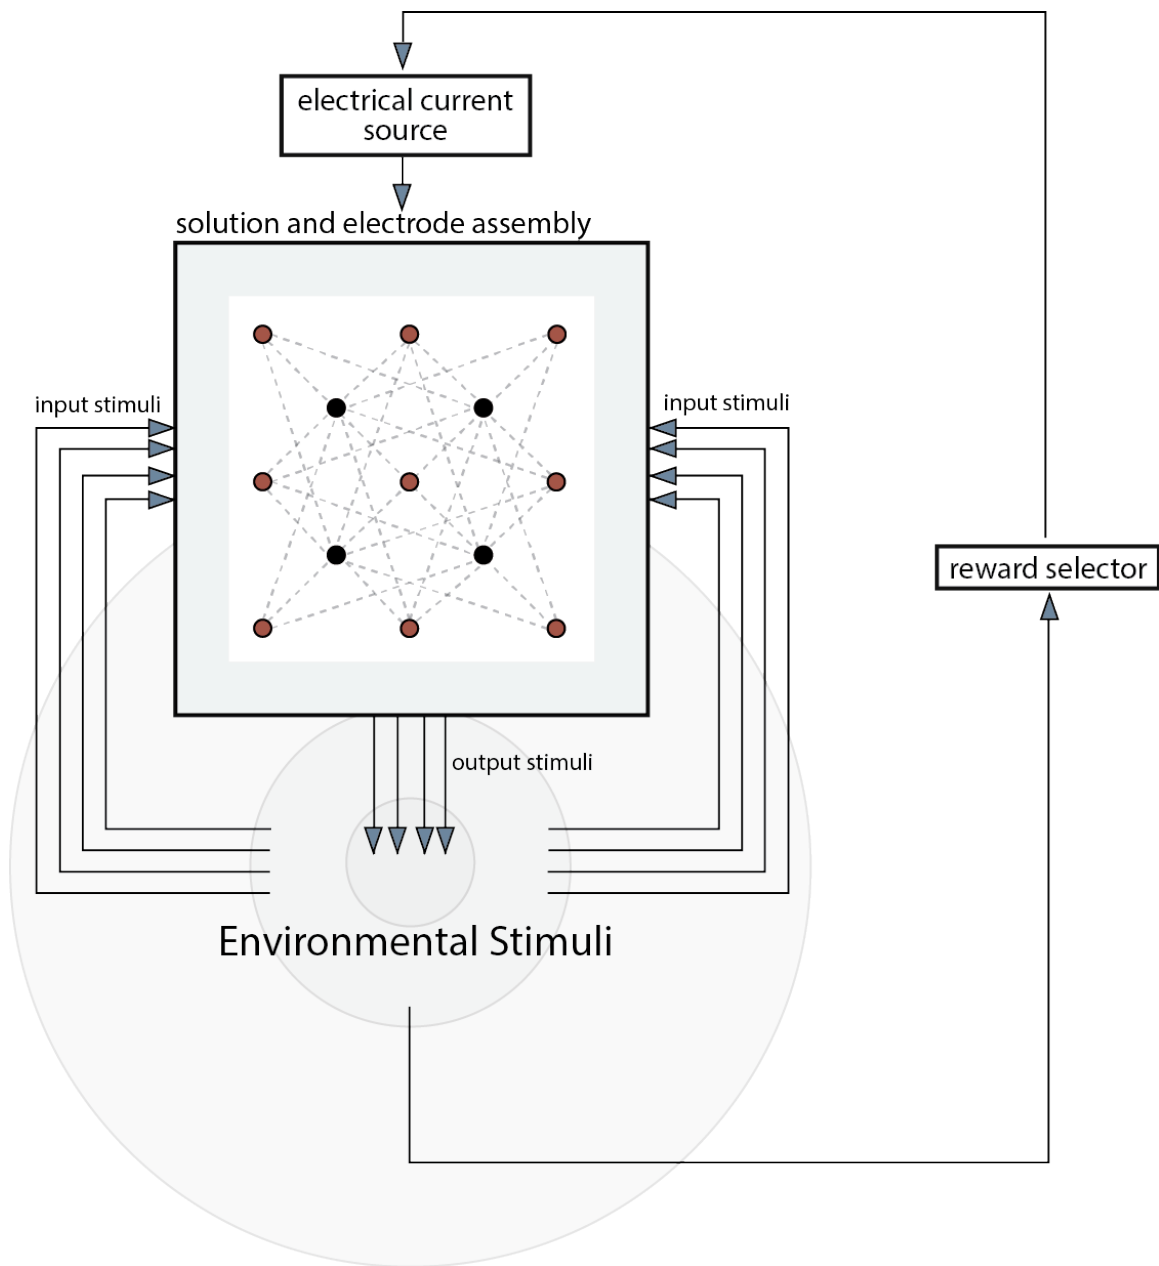 electrical current
source
solution and electrode assembly
input stimuli
input stimuli
reward selector
output stimuli
Environmental Stimuli